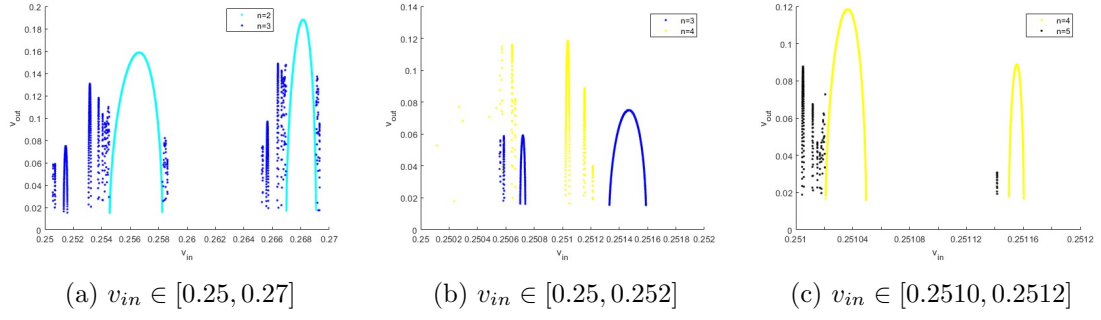 0.2
0.18
0.16
0.14
0.12
0.1
0.08
0.06
0.04
0.02
0
v_out
n=2
n=3
0.25 0.252 0.254 0.256 0.258 0.26 0.262 0.264 0.266 0.268 0.27
v_in
(a) v_in ∈ [0.25, 0.27]
0.14
0.12
0.1
0.08
0.06
0.04
0.02
0
v_out
n=3
n=4
0.25 0.2502 0.2504 0.2506 0.2508 0.251 0.2512 0.2514 0.2516 0.2518 0.252
v_in
(b) v_in ∈ [0.25, 0.252]
0.12
0.1
0.08
0.06
0.04
0.02
0
v_out
n=4
n=5
0.251 0.25104 0.25108 0.25112 0.25116 0.2512
v_in
(c) v_in ∈ [0.2510, 0.2512]